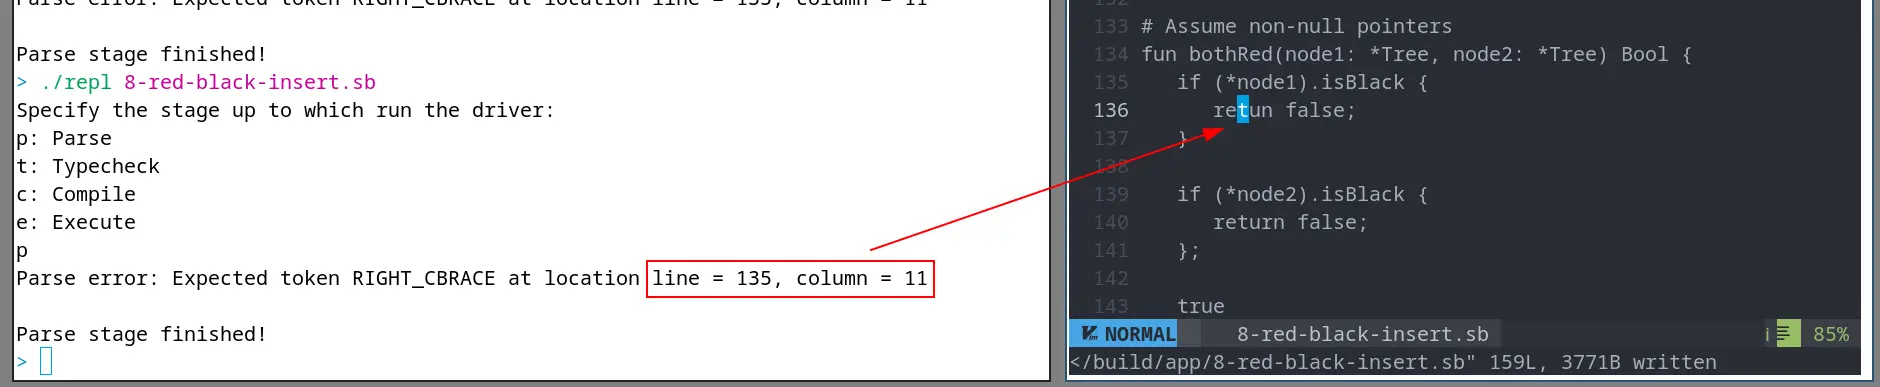 Parse error: Expected token RIGHT_CBRACE at location line = 135, column = 11
Parse stage finished!
> ./repl 8-red-black-insert.sb
Specify the stage up to which run the driver:
p: Parse
t: Typecheck
c: Compile
e: Execute
p
Parse error: Expected token RIGHT_CBRACE at location line = 135, column = 11
Parse stage finished!
>
132
133 # Assume non-null pointers
134 fun bothRed(node1: *Tree, node2: *Tree) Bool {
135 if (*node1).isBlack {
136 retun false;
137 }
138
139 if (*node2).isBlack {
140 return false;
141 };
142
143 true
NORMAL 8-red-black-insert.sb i 85%
</build/app/8-red-black-insert.sb" 159L, 3771B written